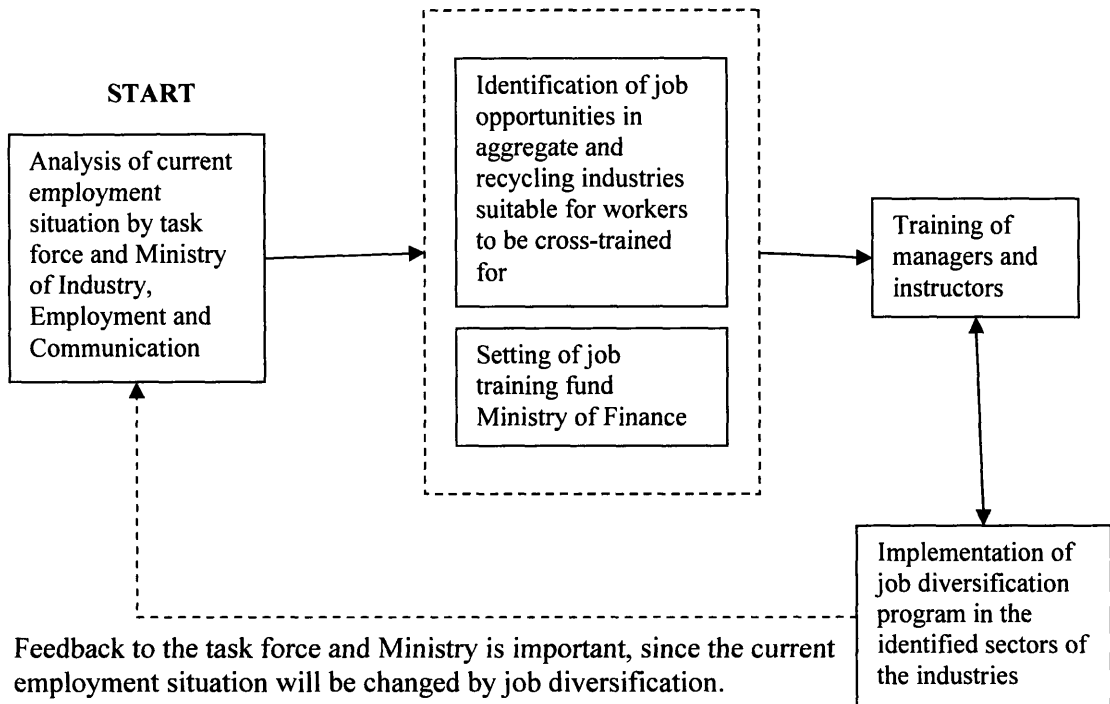 START
Analysis of current
employment
situation by task
force and Ministry
of Industry,
Employment and
Communication
Identification of job
opportunities in
aggregate and
recycling industries
suitable for workers
to be cross-trained
for
Setting of job
training fund
Ministry of Finance
Training of
managers and
instructors
Implementation of
job diversification
program in the
identified sectors of
the industries
Feedback to the task force and Ministry is important, since the current
employment situation will be changed by job diversification.